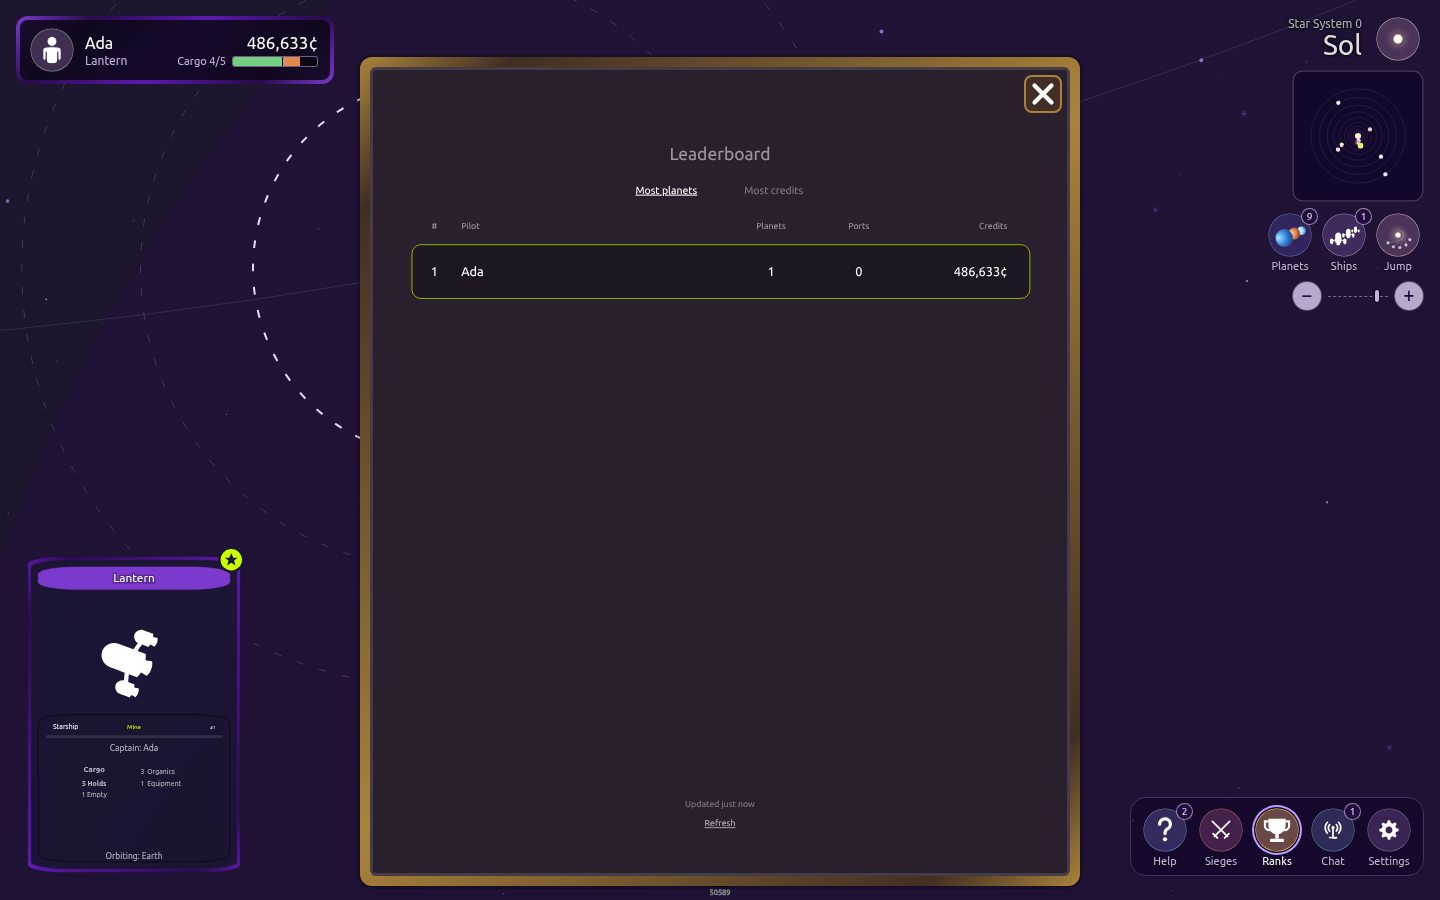 Ada
486,633¢
Lantern
Cargo 4/5
Star System 0
Sol
Leaderboard
Most planets
Most credits
# Pilot Planets Ports Credits
1 Ada 1 0 486,633¢
9
1
Planets
Ships
Jump
Lantern
Starship
Mine
#1
Captain: Ada
Cargo
5 Holds
1 Empty
3 Organics
1 Equipment
Orbiting: Earth
Updated just now
Refresh
2
1
Help
Sieges
Ranks
Chat
Settings
50589